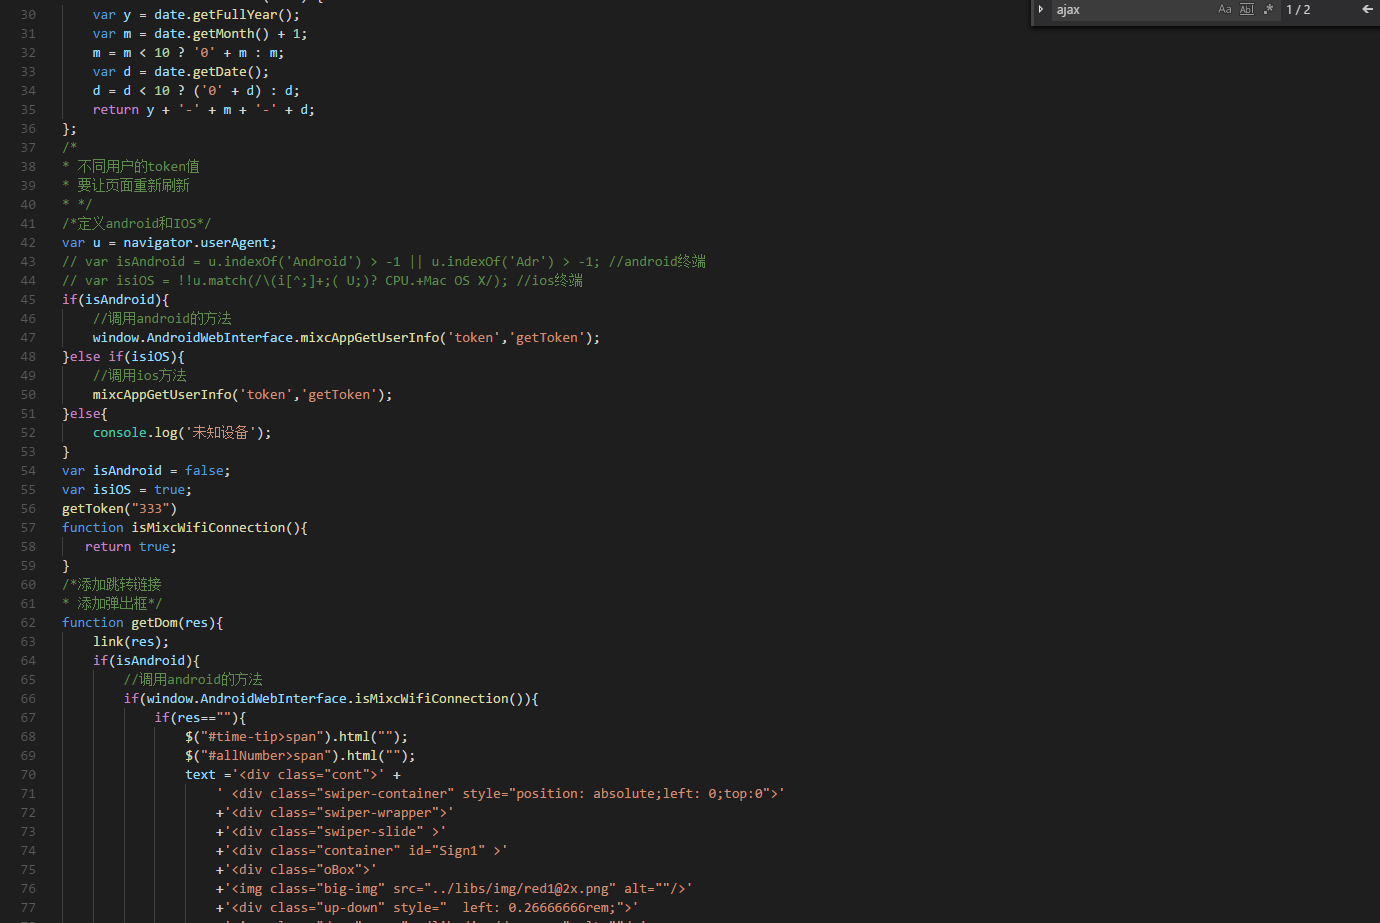 ajax Aa Abl .* 1 / 2
30 var y = date.getFullYear();
31 var m = date.getMonth() + 1;
32 m = m < 10 ? '0' + m : m;
33 var d = date.getDate();
34 d = d < 10 ? ('0' + d) : d;
35 return y + '-' + m + '-' + d;
36 };
37 /*
38 * 不同用户的token值
39 * 要让页面重新刷新
40 * */
41 /*定义android和IOS*/
42 var u = navigator.userAgent;
43 // var isAndroid = u.indexOf('Android') > -1 || u.indexOf('Adr') > -1; //android终端
44 // var isiOS = !!u.match(/\(i[^;]+;( U;)? CPU.+Mac OS X/); //ios终端
45 if(isAndroid){
46 //调用android的方法
47 window.AndroidWebInterface.mixcAppGetUserInfo('token','getToken');
48 }else if(isiOS){
49 //调用ios方法
50 mixcAppGetUserInfo('token','getToken');
51 }else{
52 console.log('未知设备');
53 }
54 var isAndroid = false;
55 var isiOS = true;
56 getToken("333")
57 function isMixcWifiConnection(){
58 return true;
59 }
60 /*添加跳转链接
61 * 添加弹出框*/
62 function getDom(res){
63 link(res);
64 if(isAndroid){
65 //调用android的方法
66 if(window.AndroidWebInterface.isMixcWifiConnection()){
67 if(res==""){
68 $("#time-tip>span").html("");
69 $("#allNumber>span").html("");
70 text ='<div class="cont">' +
71 ' <div class="swiper-container" style="position: absolute;left: 0;top:0">'
72 +'<div class="swiper-wrapper">'
73 +'<div class="swiper-slide" >'
74 +'<div class="container" id="Sign1" >'
75 +'<div class="oBox">'
76 +'<img class="big-img" src="../libs/img/red1@2x.png" alt=""/>'
77 +'<div class="up-down" style="  left: 0.26666666rem;">'